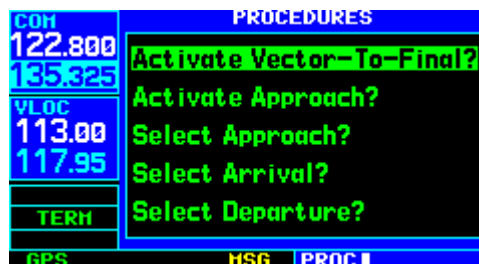 COM
122.800
135.325
VLOC
113.00
117.95
TERM
GPS
PROCEDURES
Activate Vector-To-Final?
Activate Approach?
Select Approach?
Select Arrival?
Select Departure?
MSG
PROC